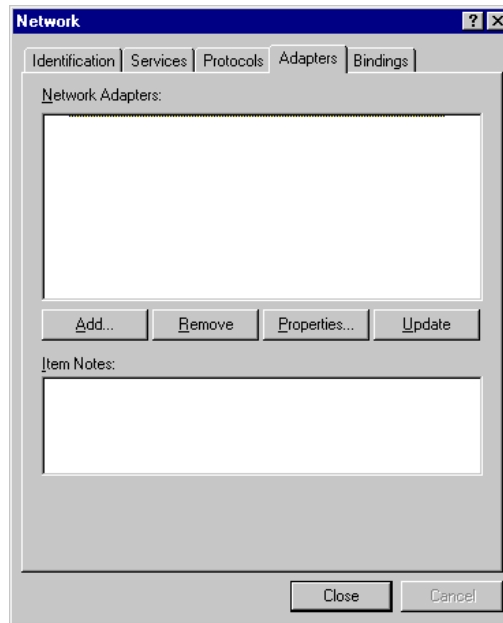 Network
Identification Services Protocols Adapters Bindings
Network Adapters:
Add... Remove Properties... Update
Item Notes:
Close Cancel